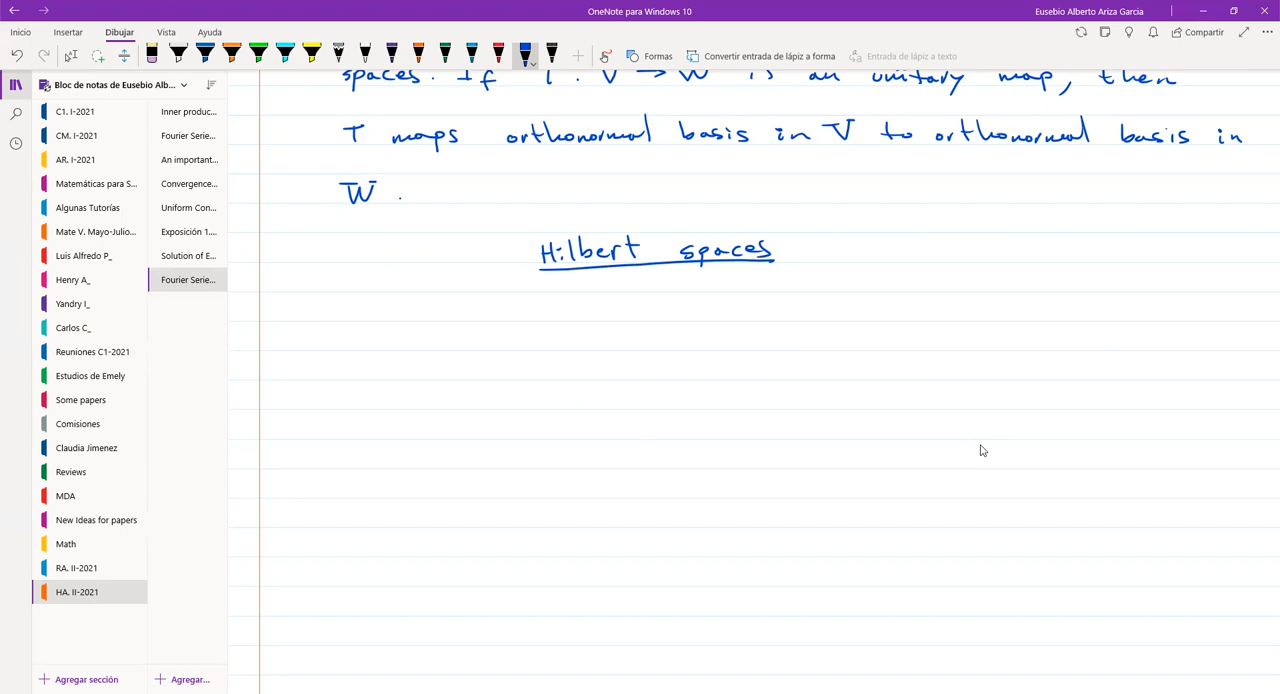 OneNote para Windows 10
Eusebio Alberto Ariza Garcia
Inicio
Insertar
Dibujar
Vista
Ayuda
Compartir
Formas
Convertir entrada de lápiz a forma
Entrada de lápiz a texto
Bloc de notas de Eusebio Alb...
C1. I-2021
CM. I-2021
AR. I-2021
Matemáticas para S...
Algunas Tutorías
Mate V. Mayo-Julio...
Luis Alfredo P_
Henry A_
Yandry I_
Carlos C_
Reuniones C1-2021
Estudios de Emely
Some papers
Comisiones
Claudia Jimenez
Reviews
MDA
New Ideas for papers
Math
RA. II-2021
HA. II-2021
Agregar sección
Inner produc...
Fourier Serie...
An important...
Convergence...
Uniform Con...
Exposición 1....
Solution of E...
Fourier Serie...
Agregar...
spaces. If T : V → W is an unitary map, then
T maps orthonormal basis in V to orthonormal basis in
W .
Hilbert spaces